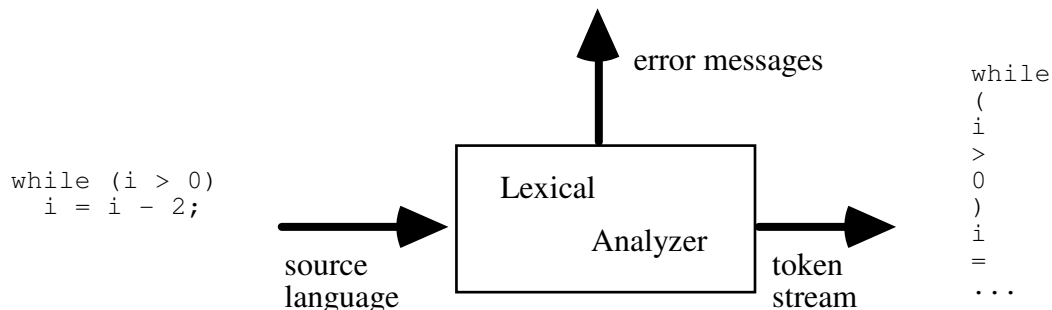 while (i > 0)
  i = i – 2;
source
language
Lexical
Analyzer
error messages
token
stream
while
(
i
>
0
)
i
=
...